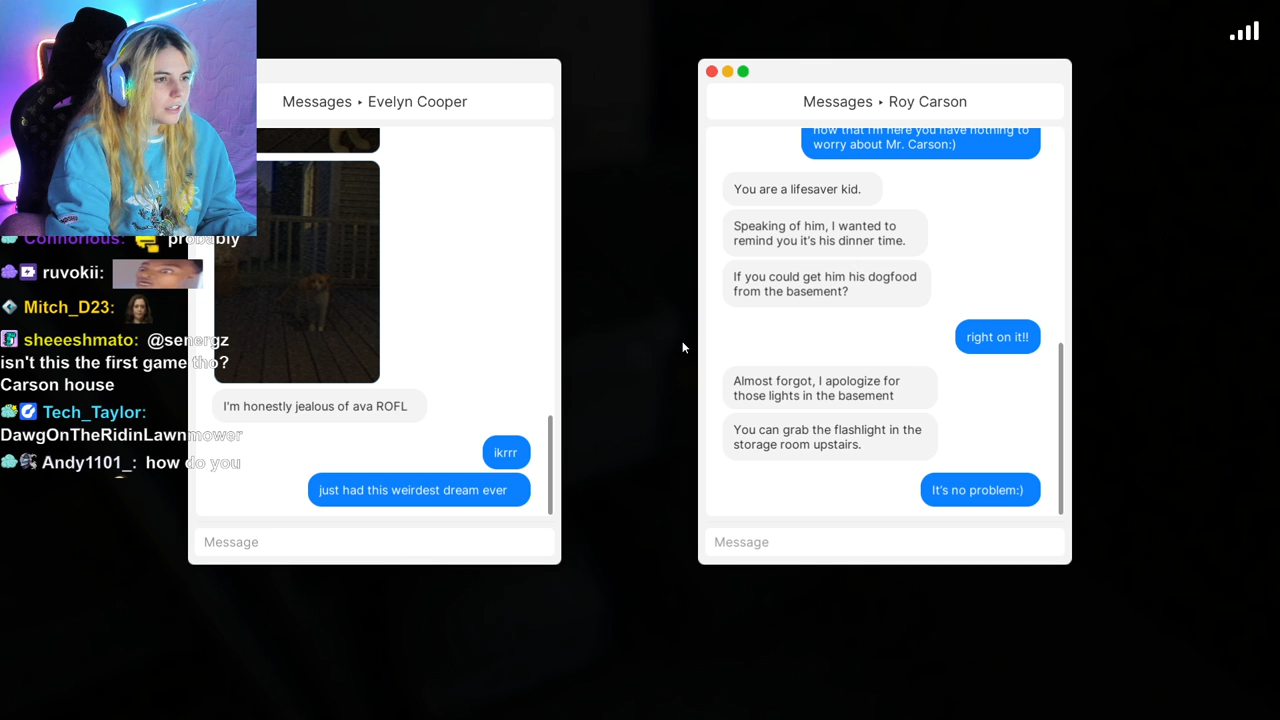 Messages ▸ Evelyn Cooper
I'm honestly jealous of ava ROFL
ikrrr
just had this weirdest dream ever
Message
Messages ▸ Roy Carson
now that I'm here you have nothing to
worry about Mr. Carson:)
You are a lifesaver kid.
Speaking of him, I wanted to
remind you it's his dinner time.
If you could get him his dogfood
from the basement?
right on it!!
Almost forgot, I apologize for
those lights in the basement
You can grab the flashlight in the
storage room upstairs.
It's no problem:)
Message
Connorious: probably
ruvokii:
Mitch_D23:
sheeeshmato: @senergz
isn't this the first game tho?
Carson house
Tech_Taylor:
DawgOnTheRidinLawnmower
Andy1101_: how do you